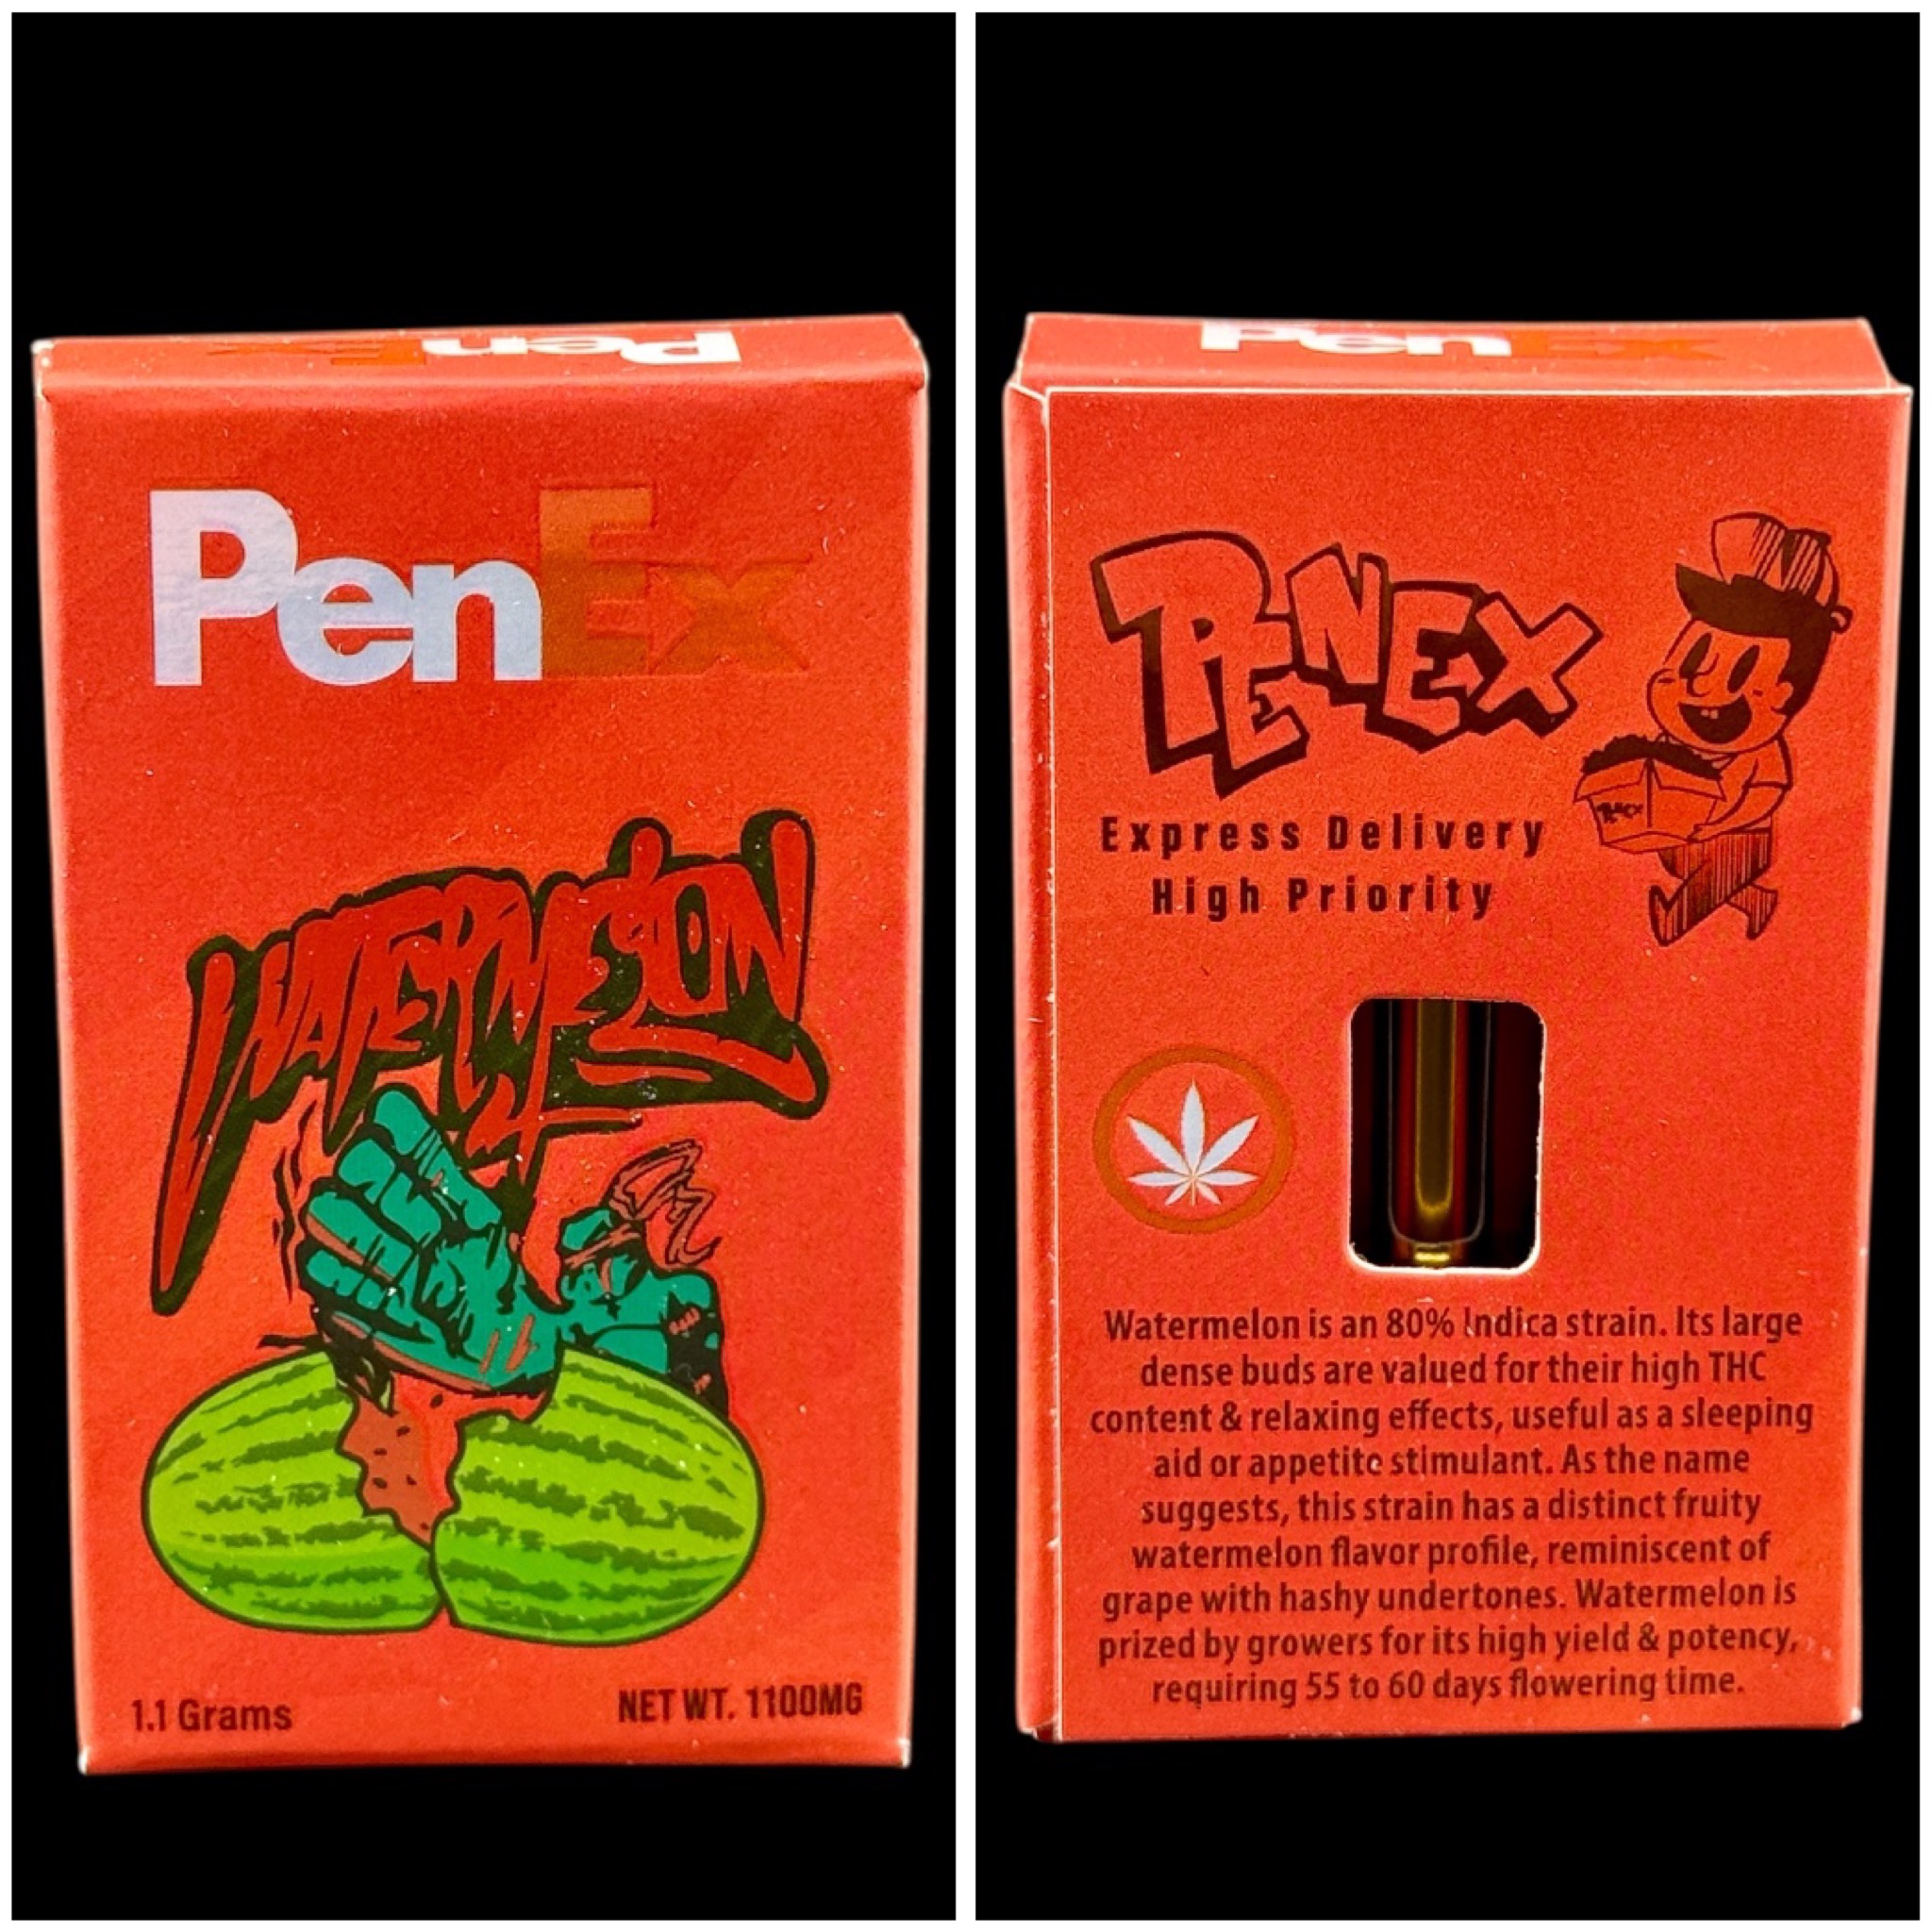 PenEx
PenEx
WATERMELON
1.1 Grams
NET WT. 1100MG
PenEx
PENEX
PENEX
Express Delivery
High Priority
Watermelon is an 80% Indica strain. Its large
dense buds are valued for their high THC
content & relaxing effects, useful as a sleeping
aid or appetite stimulant. As the name
suggests, this strain has a distinct fruity
watermelon flavor profile, reminiscent of
grape with hashy undertones. Watermelon is
prized by growers for its high yield & potency,
requiring 55 to 60 days flowering time.